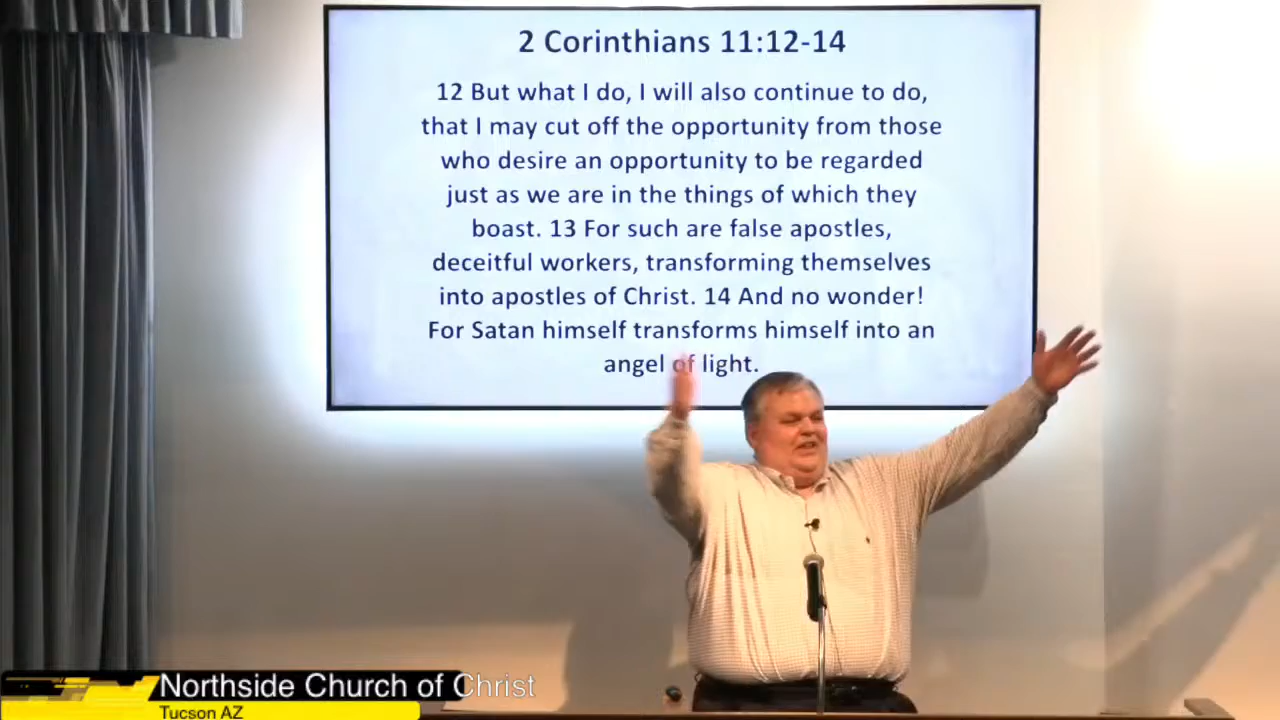 2 Corinthians 11:12-14
12 But what I do, I will also continue to do,
that I may cut off the opportunity from those
who desire an opportunity to be regarded
just as we are in the things of which they
boast. 13 For such are false apostles,
deceitful workers, transforming themselves
into apostles of Christ. 14 And no wonder!
For Satan himself transforms himself into an
angel of light.
Northside Church of Christ
Tucson AZ